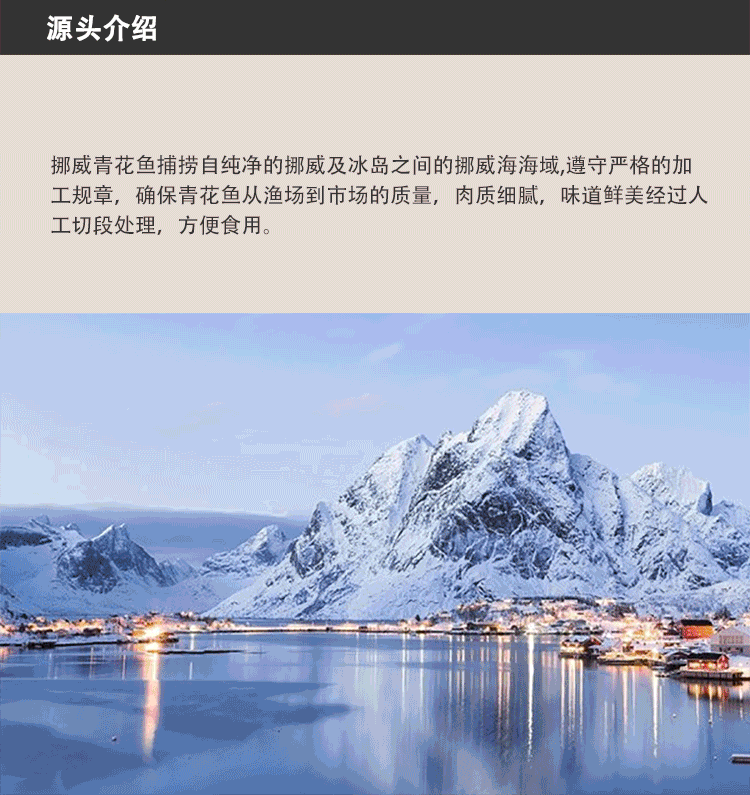 源头介绍
挪威青花鱼捕捞自纯净的挪威及冰岛之间的挪威海海域,遵守严格的加
工规章，确保青花鱼从渔场到市场的质量，肉质细腻，味道鲜美经过人
工切段处理，方便食用。